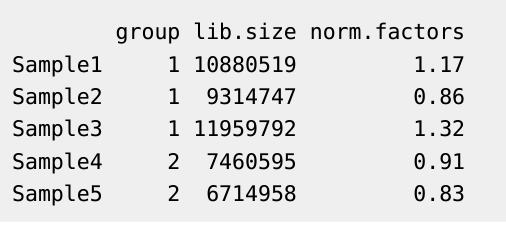 group lib.size norm.factors
Sample1 1 10880519 1.17
Sample2 1 9314747 0.86
Sample3 1 11959792 1.32
Sample4 2 7460595 0.91
Sample5 2 6714958 0.83